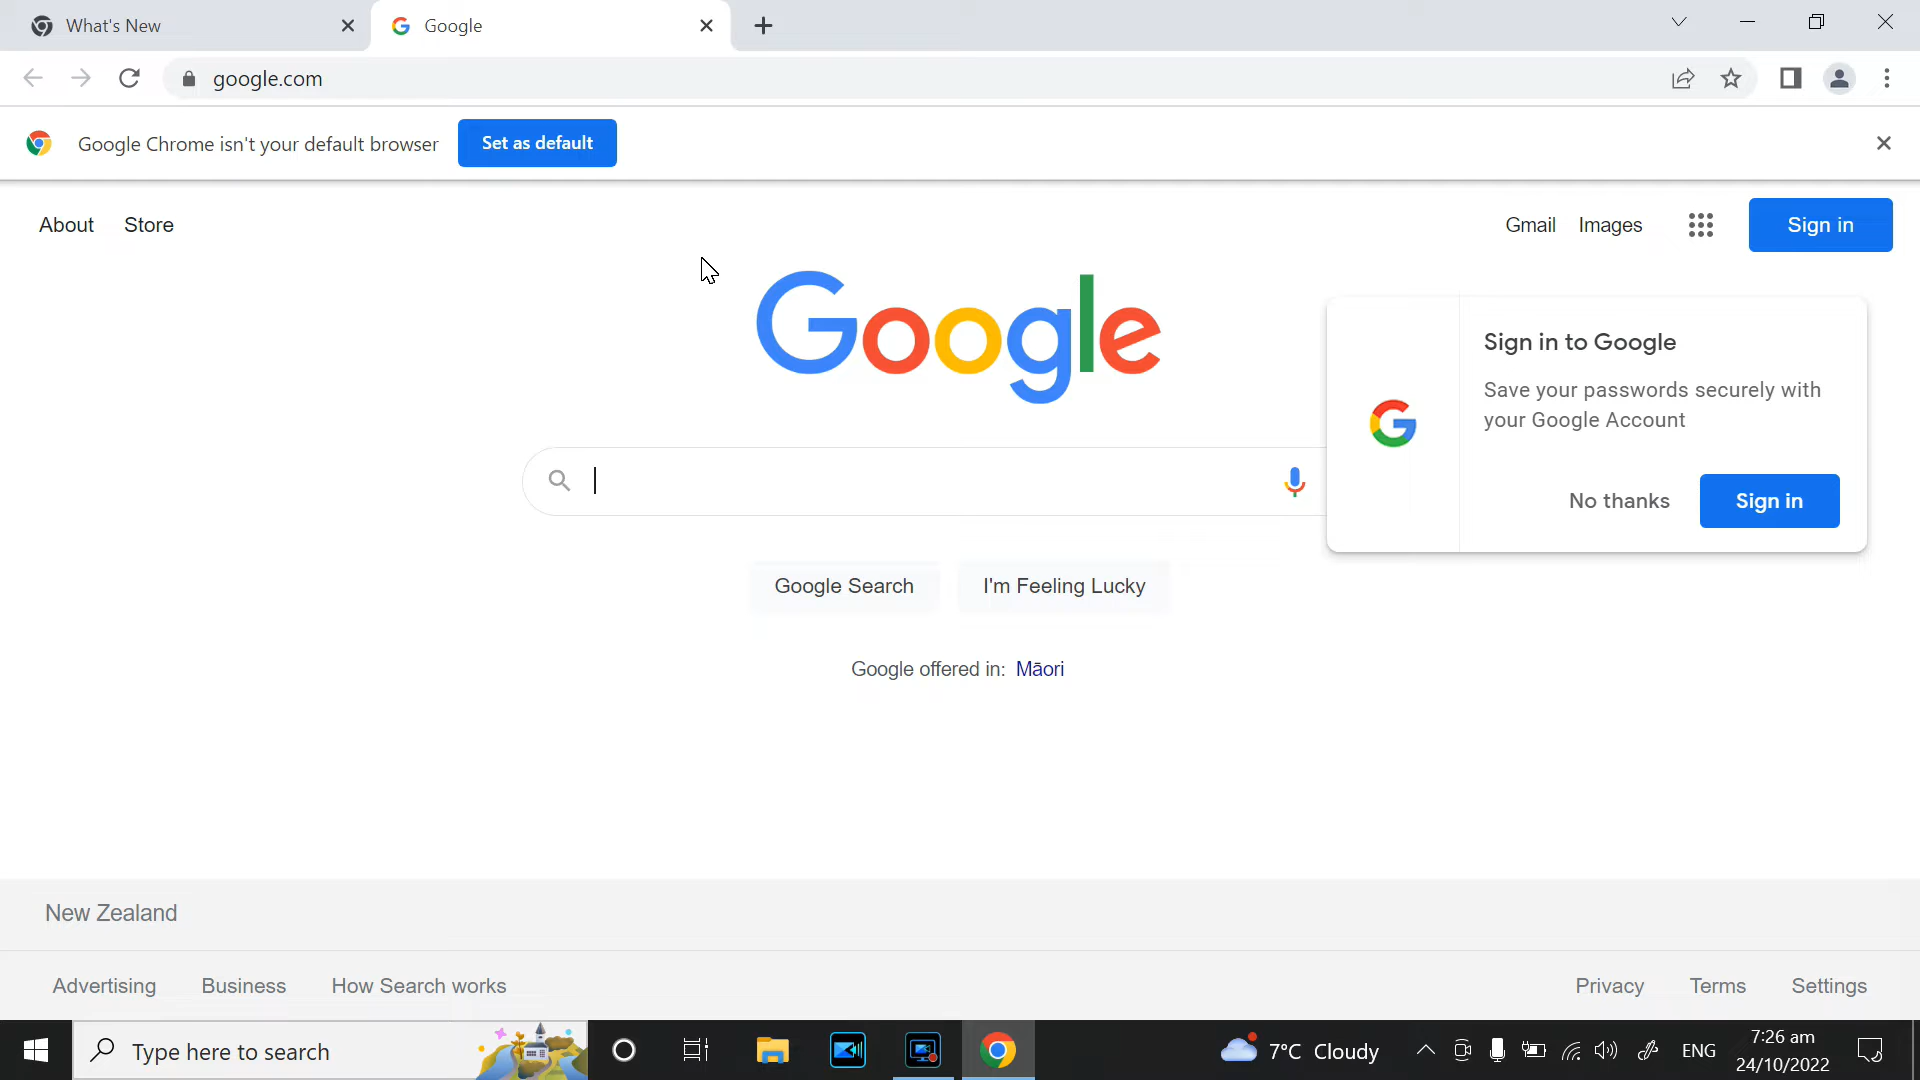 What's New
Google
google.com
Google Chrome isn't your default browser
Set as default
About Store
Gmail Images
Sign in
Google
Sign in to Google
Save your passwords securely with
your Google Account
No thanks
Sign in
Google Search
I'm Feeling Lucky
Google offered in: Māori
New Zealand
Advertising Business How Search works
Privacy Terms Settings
Type here to search
7°C Cloudy
ENG
7:26 am
24/10/2022